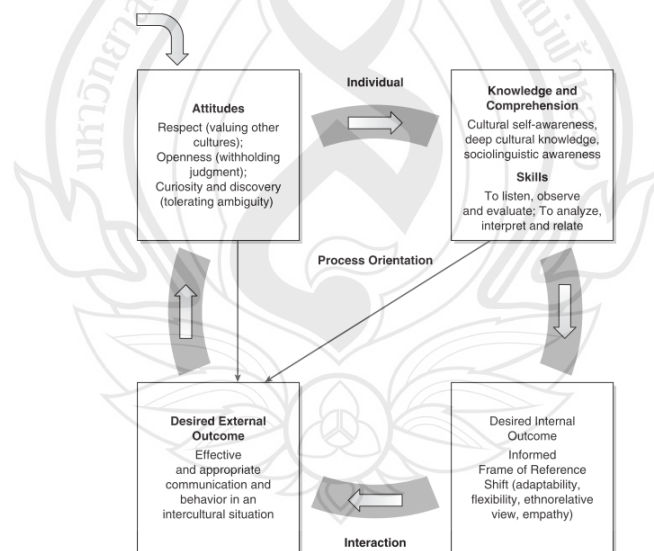 Individual
Attitudes
Respect (valuing other
cultures);
Openness (withholding
judgment);
Curiosity and discovery
(tolerating ambiguity)
Knowledge and
Comprehension
Cultural self-awareness,
deep cultural knowledge,
sociolinguistic awareness
Skills
To listen, observe
and evaluate; To analyze,
interpret and relate
Process Orientation
Desired External
Outcome
Effective
and appropriate
communication and
behavior in an
intercultural situation
Desired Internal
Outcome
Informed
Frame of Reference
Shift (adaptability,
flexibility, ethnorelative
view, empathy)
Interaction